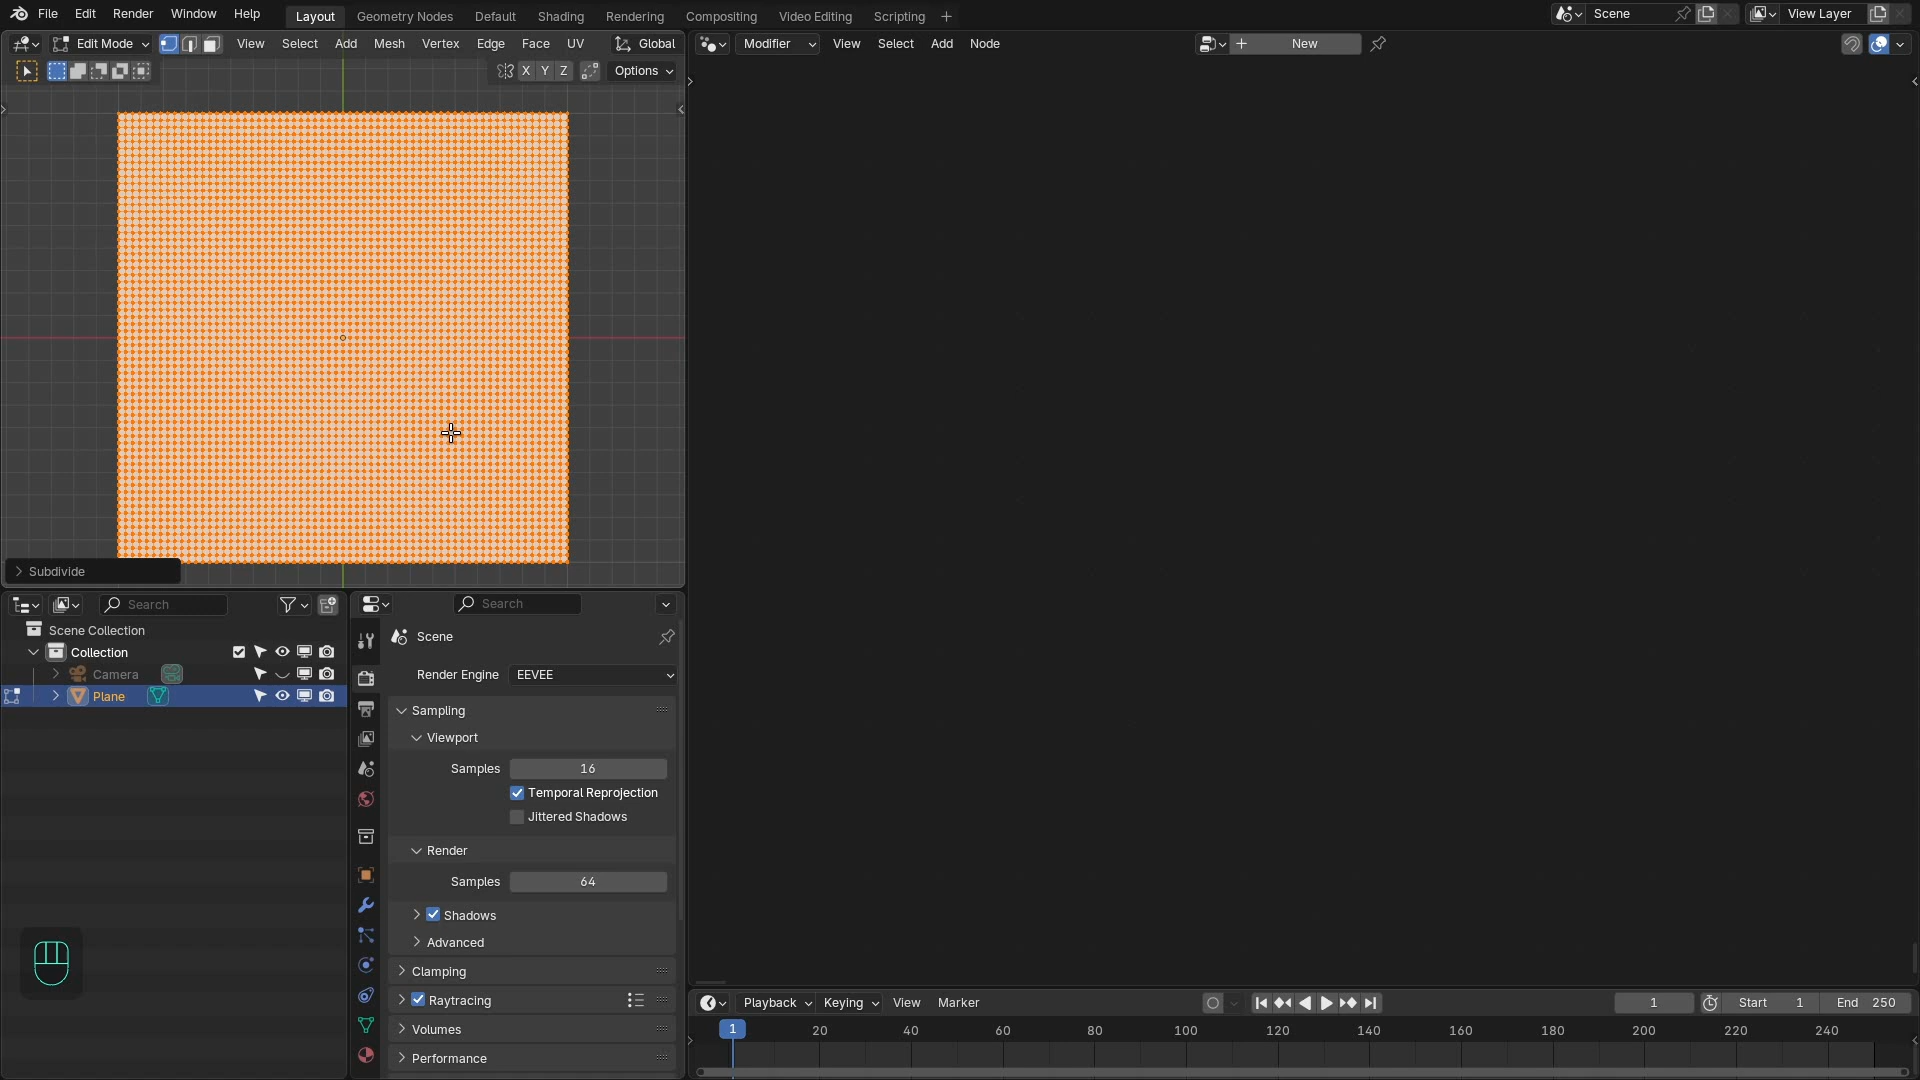 File Edit Render Window Help Layout Geometry Nodes Default Shading Animation Rendering Compositing Video Editing Scripting + Scene View Layer
Edit Mode View Select Add Mesh Vertex Edge Face UV Global
Modifier View Select Add Node + New
X Y Z Options
Subdivide
Search
Search
Scene Collection
Collection
Camera
Plane
Scene
Render Engine EEVEE
Sampling
Viewport
Samples 16
Temporal Reprojection
Jittered Shadows
Render
Samples 64
Shadows
Advanced
Clamping
Raytracing
Volumes
Performance
Playback Keying View Marker 1 Start 1 End 250
1 20 40 60 80 100 120 140 160 180 200 220 240